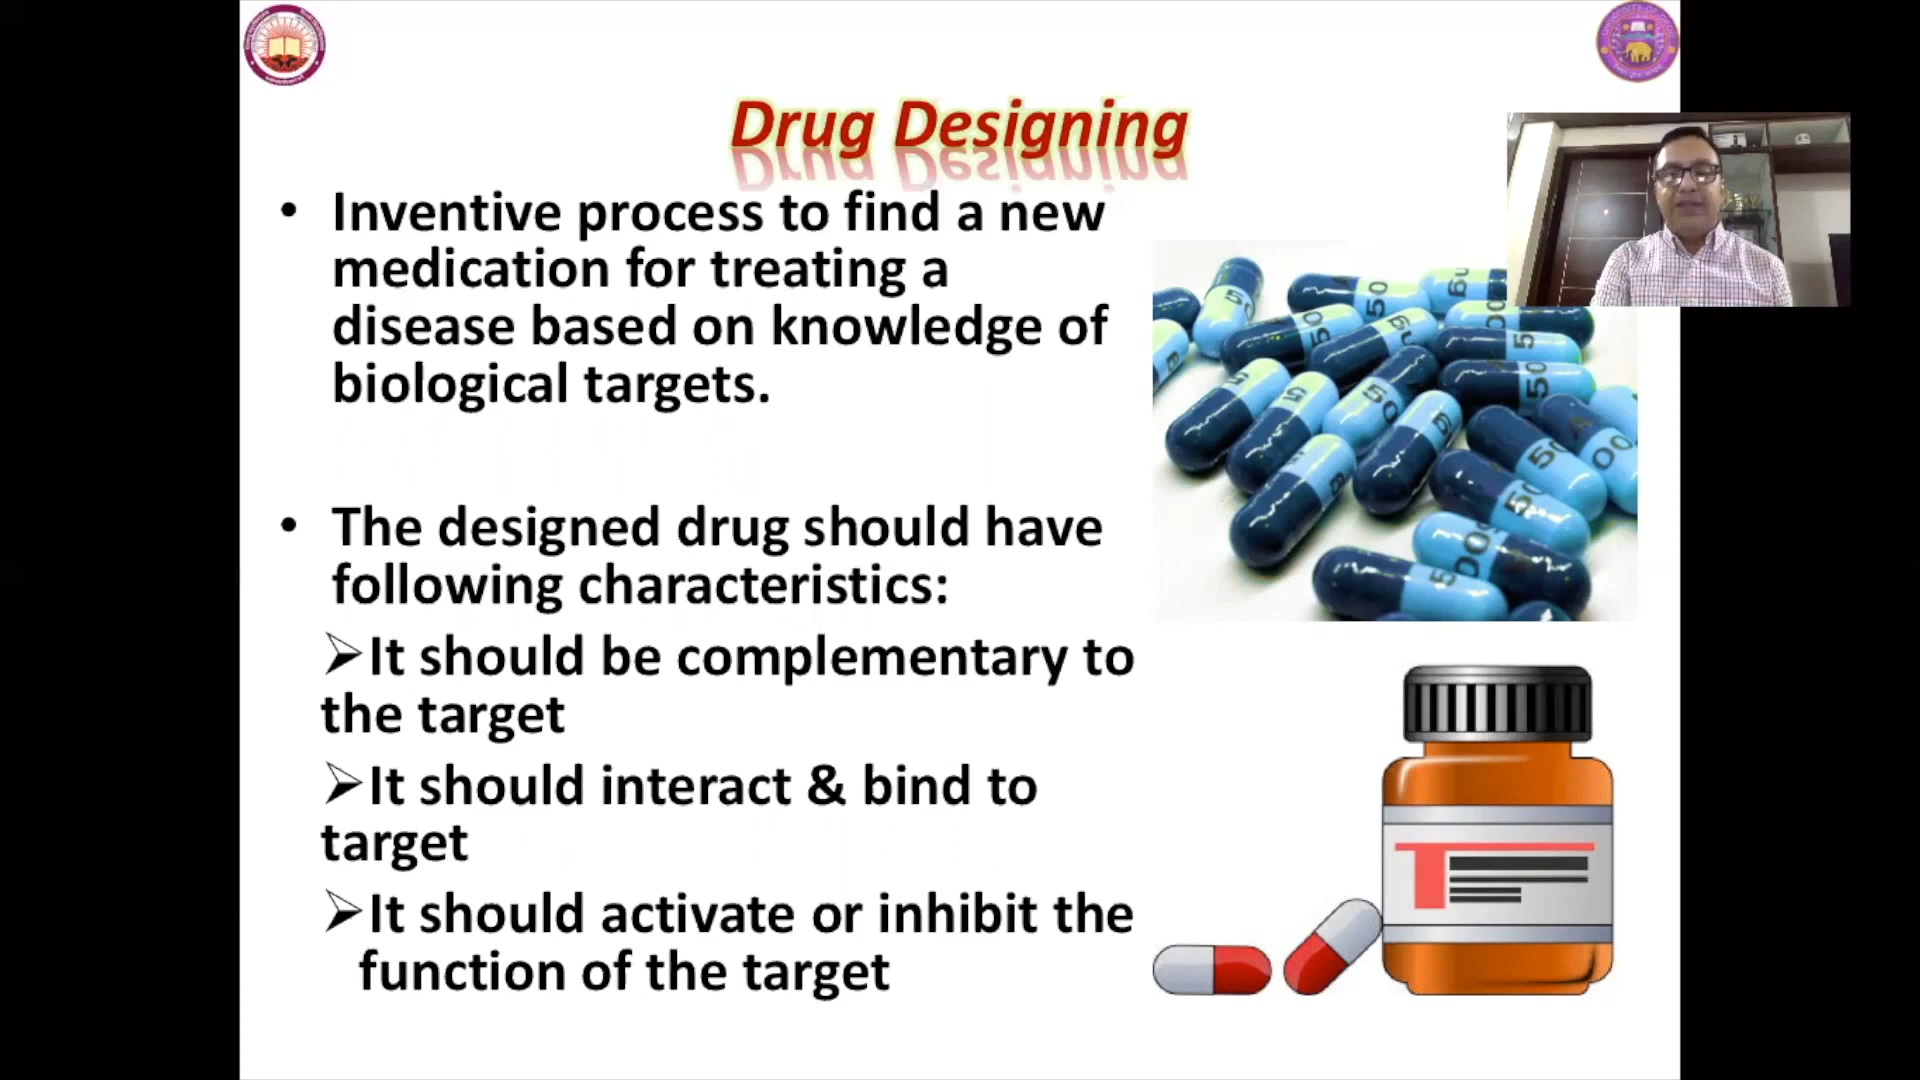 Drug Designing
• Inventive process to find a new
medication for treating a
disease based on knowledge of
biological targets.
• The designed drug should have
following characteristics:
➢It should be complementary to
the target
➢It should interact & bind to
target
➢It should activate or inhibit the
function of the target